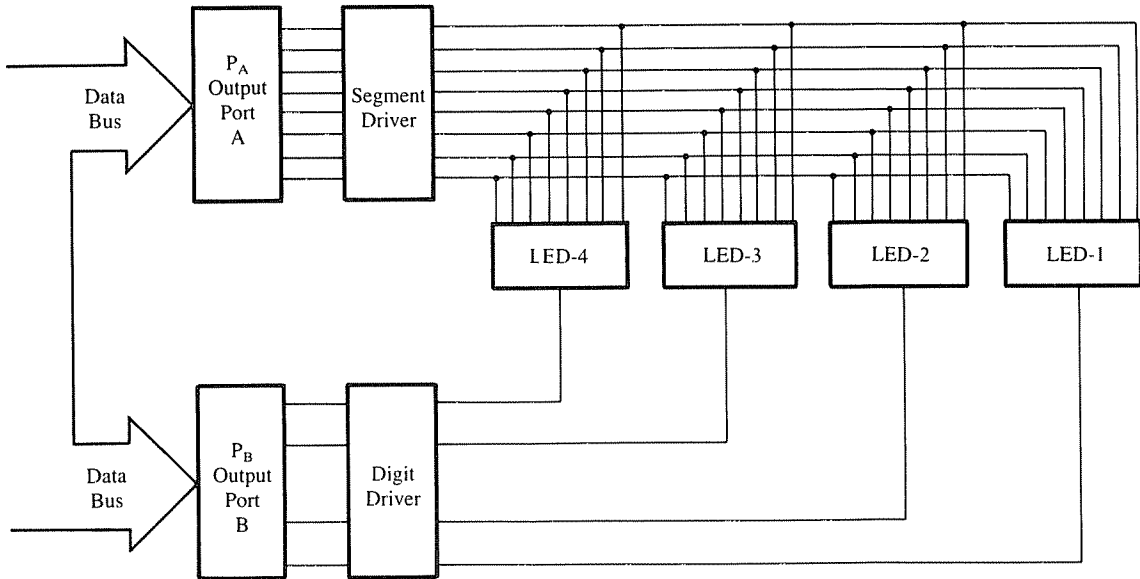 Data
Bus
P_A
Output
Port
A
Segment
Driver
LED-4
LED-3
LED-2
LED-1
Data
Bus
P_B
Output
Port
B
Digit
Driver